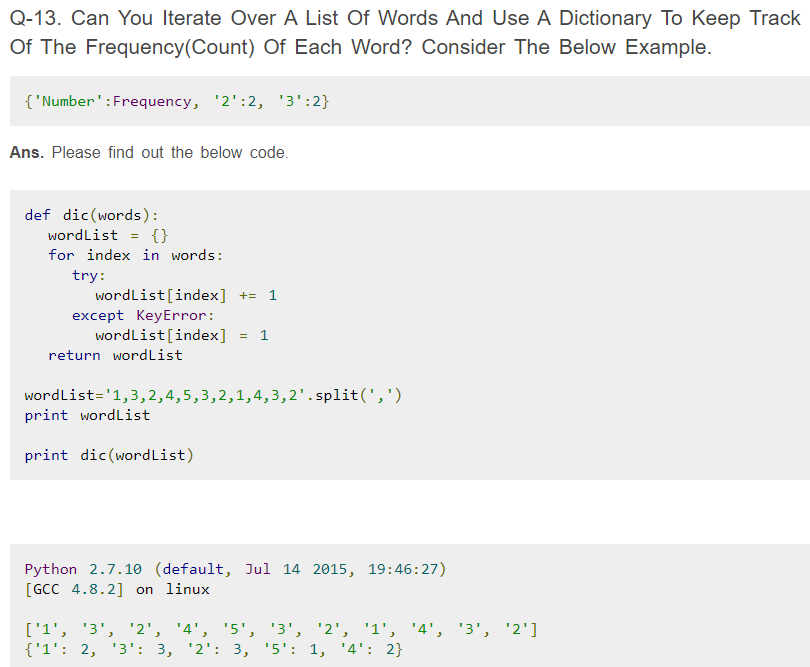 Q-13. Can You Iterate Over A List Of Words And Use A Dictionary To Keep Track
Of The Frequency(Count) Of Each Word? Consider The Below Example.
{'Number':Frequency, '2':2, '3':2}
Ans. Please find out the below code.
def dic(words):
   wordList = {}
   for index in words:
      try:
         wordList[index] += 1
      except KeyError:
         wordList[index] = 1
   return wordList
wordList='1,3,2,4,5,3,2,1,4,3,2'.split(',')
print wordList
print dic(wordList)
Python 2.7.10 (default, Jul 14 2015, 19:46:27)
[GCC 4.8.2] on linux
['1', '3', '2', '4', '5', '3', '2', '1', '4', '3', '2']
{'1': 2, '3': 3, '2': 3, '5': 1, '4': 2}